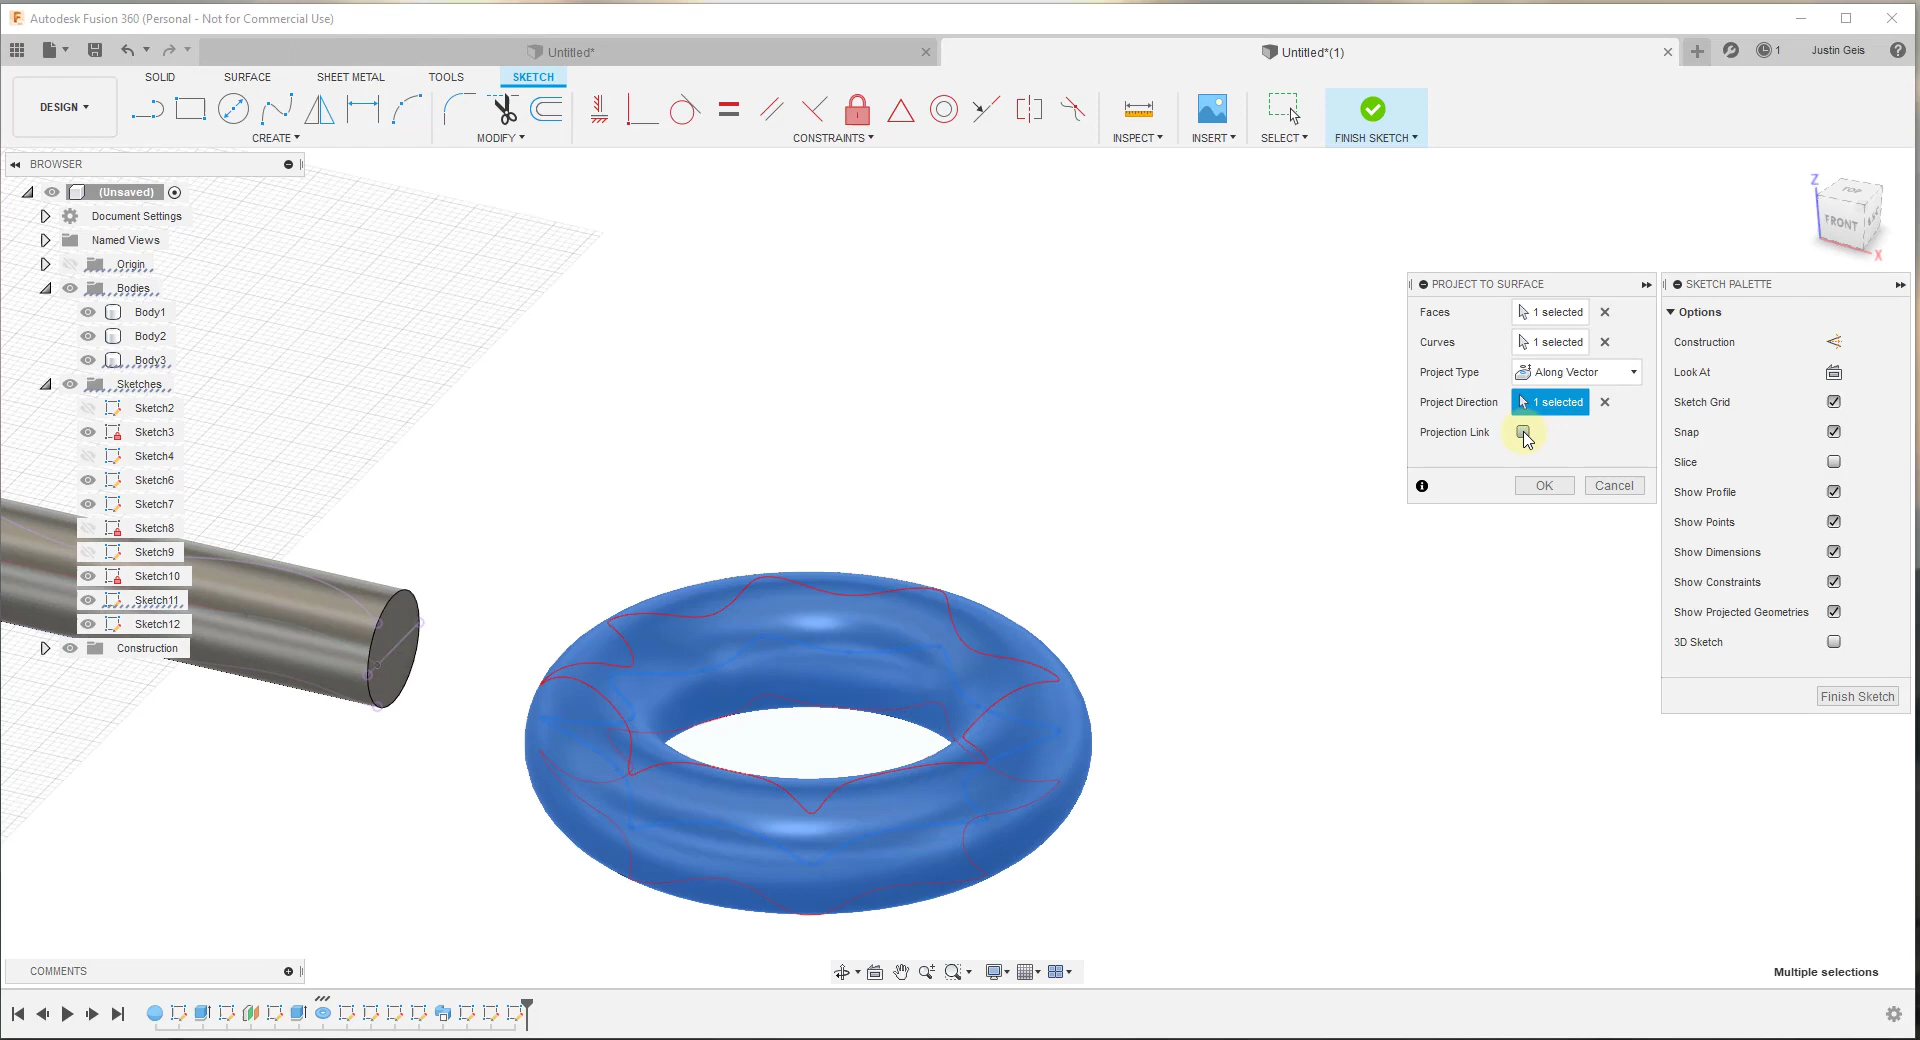 Autodesk Fusion 360 (Personal - Not for Commercial Use)
Untitled*
Untitled*(1)
1
Justin Geis
DESIGN
SOLID
SURFACE
SHEET METAL
TOOLS
SKETCH
CREATE
MODIFY
CONSTRAINTS
INSPECT
INSERT
SELECT
FINISH SKETCH
BROWSER
(Unsaved)
Document Settings
Named Views
Origin
Bodies
Body1
Body2
Body3
Sketches
Sketch2
Sketch3
Sketch4
Sketch6
Sketch7
Sketch8
Sketch9
Sketch10
Sketch11
Sketch12
Construction
Z
TOP
FRONT
X
PROJECT TO SURFACE
Faces 1 selected
Curves 1 selected
Project Type Along Vector
Project Direction 1 selected
Projection Link
OK Cancel
SKETCH PALETTE
Options
Construction
Look At
Sketch Grid
Snap
Slice
Show Profile
Show Points
Show Dimensions
Show Constraints
Show Projected Geometries
3D Sketch
Finish Sketch
COMMENTS
Multiple selections